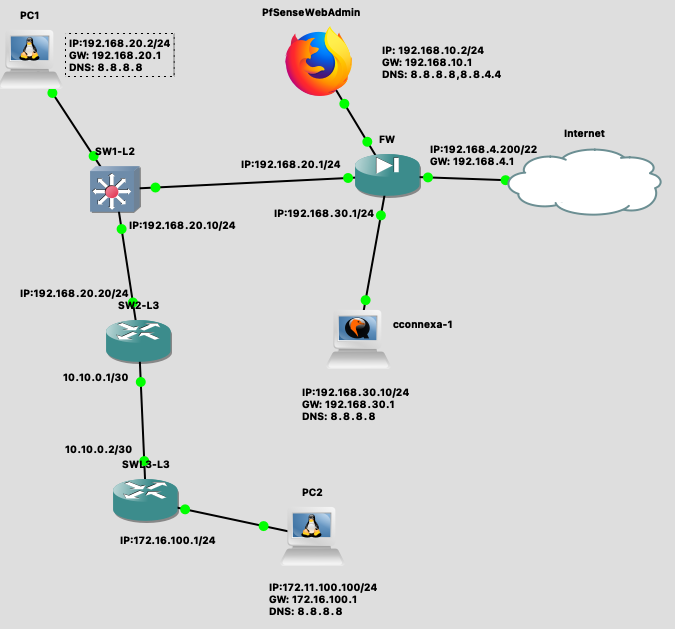 PC1
IP:192.168.20.2/24
GW: 192.168.20.1
DNS: 8.8.8.8
PfSenseWebAdmin
IP: 192.168.10.2/24
GW: 192.168.10.1
DNS: 8.8.8.8,8.8.4.4
SW1-L2
IP:192.168.20.1/24
FW
IP:192.168.4.200/22
GW: 192.168.4.1
Internet
IP:192.168.30.1/24
IP:192.168.20.10/24
IP:192.168.20.20/24
SW2-L3
cconnexa-1
10.10.0.1/30
IP:192.168.30.10/24
GW: 192.168.30.1
DNS: 8.8.8.8
10.10.0.2/30
SWL3-L3
PC2
IP:172.16.100.1/24
IP:172.11.100.100/24
GW: 172.16.100.1
DNS: 8.8.8.8